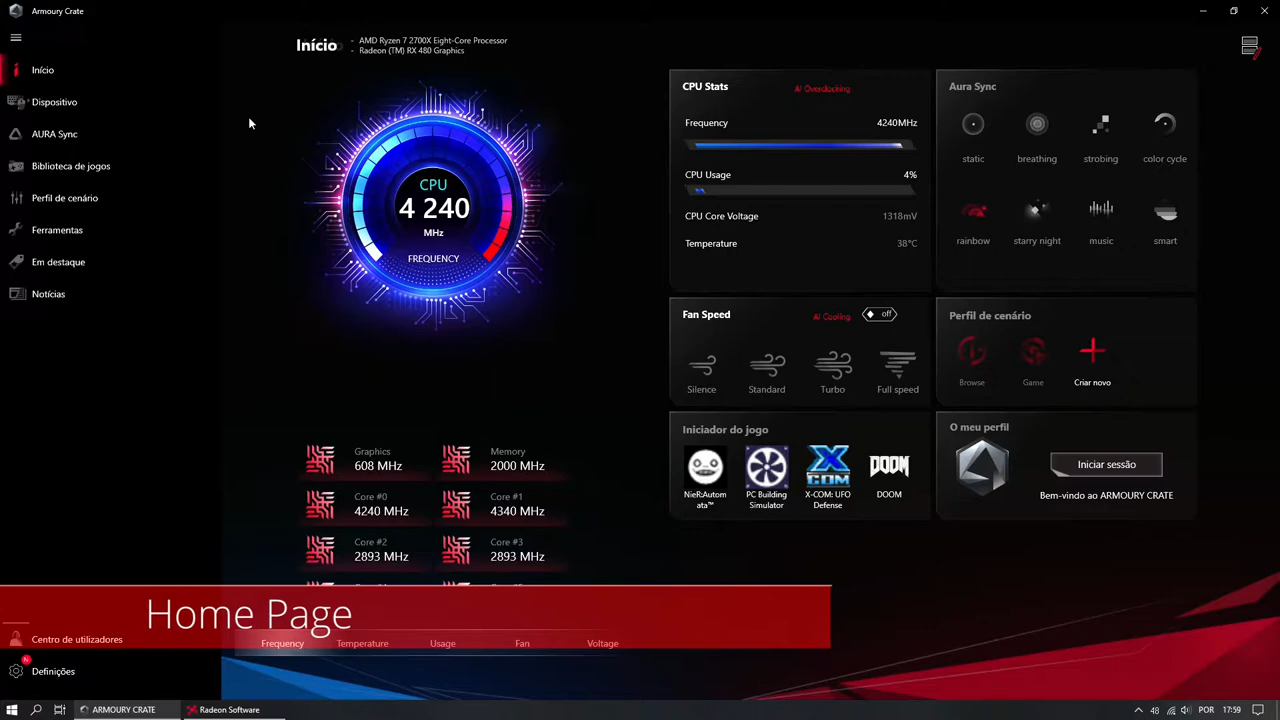 Armoury Crate
Início
AMD Ryzen 7 2700X Eight-Core Processor
Radeon (TM) RX 480 Graphics
Início
Dispositivo
AURA Sync
Biblioteca de jogos
Perfil de cenário
Ferramentas
Em destaque
Notícias
CPU
4 240
MHz
FREQUENCY
CPU Stats
AI Overclocking
Frequency
4240MHz
CPU Usage
4%
CPU Core Voltage
1318mV
Temperature
38°C
Aura Sync
static
breathing
strobing
color cycle
rainbow
starry night
music
smart
Fan Speed
AI Cooling
off
Silence
Standard
Turbo
Full speed
Perfil de cenário
Browse
Game
Criar novo
Iniciador do jogo
NieR:Autom
ata™
PC Building
Simulator
X-COM: UFO
Defense
DOOM
DOOM
O meu perfil
Iniciar sessão
Bem-vindo ao ARMOURY CRATE
Graphics
608 MHz
Memory
2000 MHz
Core #0
4240 MHz
Core #1
4340 MHz
Core #2
2893 MHz
Core #3
2893 MHz
Home Page
Centro de utilizadores
Frequency
Temperature
Usage
Fan
Voltage
N
Definições
ARMOURY CRATE
Radeon Software
48
POR
17:59